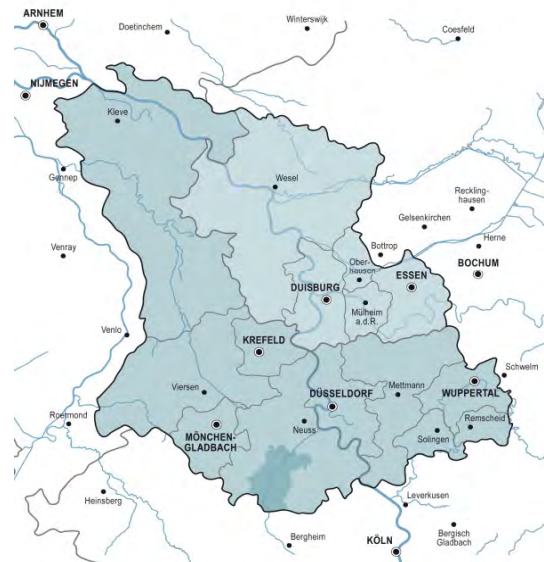 ARNHEM
Doetinchem
Winterswijk
Coesfeld
NIJMEGEN
Kleve
Gennep
Wesel
Reckling-
hausen
Gelsenkirchen
Venray
Bottrop
Herne
Ober-
hausen
ESSEN
BOCHUM
DUISBURG
Mülheim
a.d.R.
Venlo
KREFELD
Schwelm
Viersen
Mettmann
WUPPERTAL
DÜSSELDORF
Roermond
MÖNCHEN-
GLADBACH
Neuss
Remscheid
Solingen
Heinsberg
Leverkusen
Bergheim
KÖLN
Bergisch
Gladbach